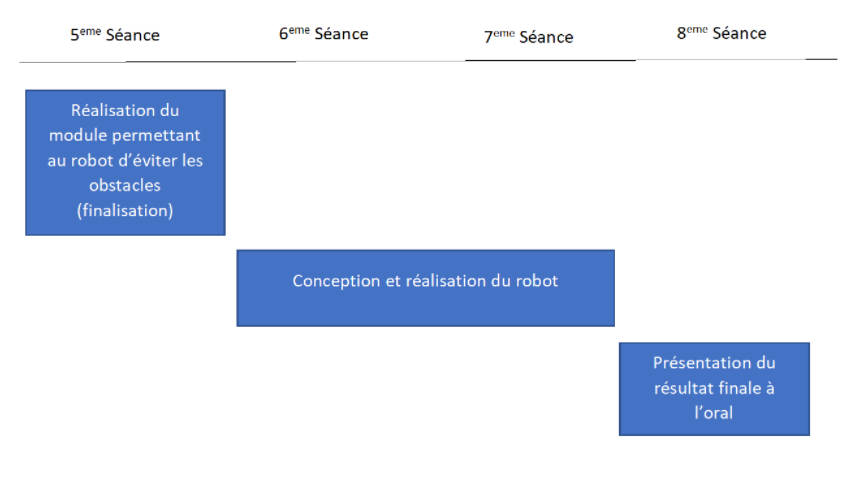 5eme Séance
6eme Séance
7eme Séance
8eme Séance
Réalisation du
module permettant
au robot d'éviter les
obstacles
(finalisation)
Conception et réalisation du robot
Présentation du
résultat finale à
l'oral